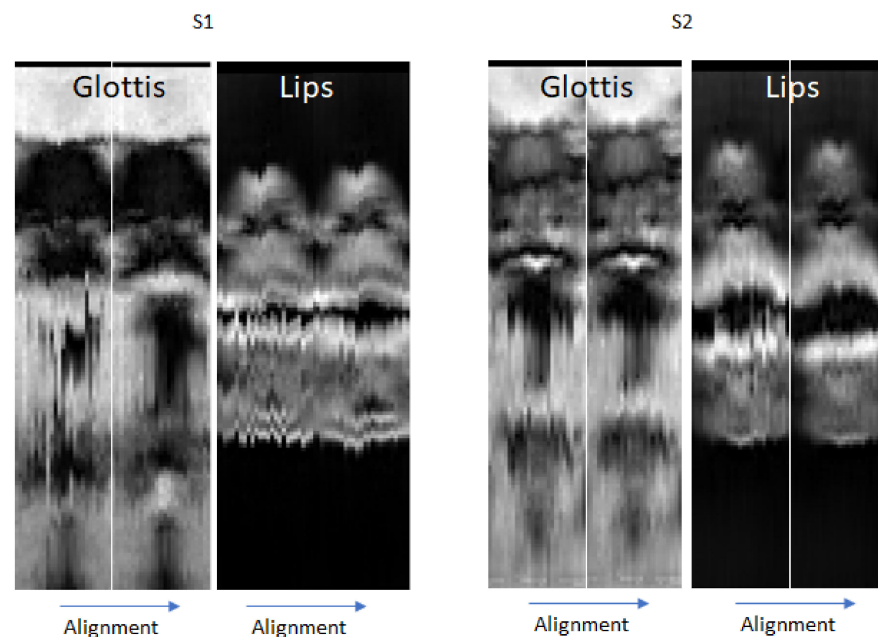 S1
S2
Glottis
Lips
Glottis
Lips
Alignment
Alignment
Alignment
Alignment